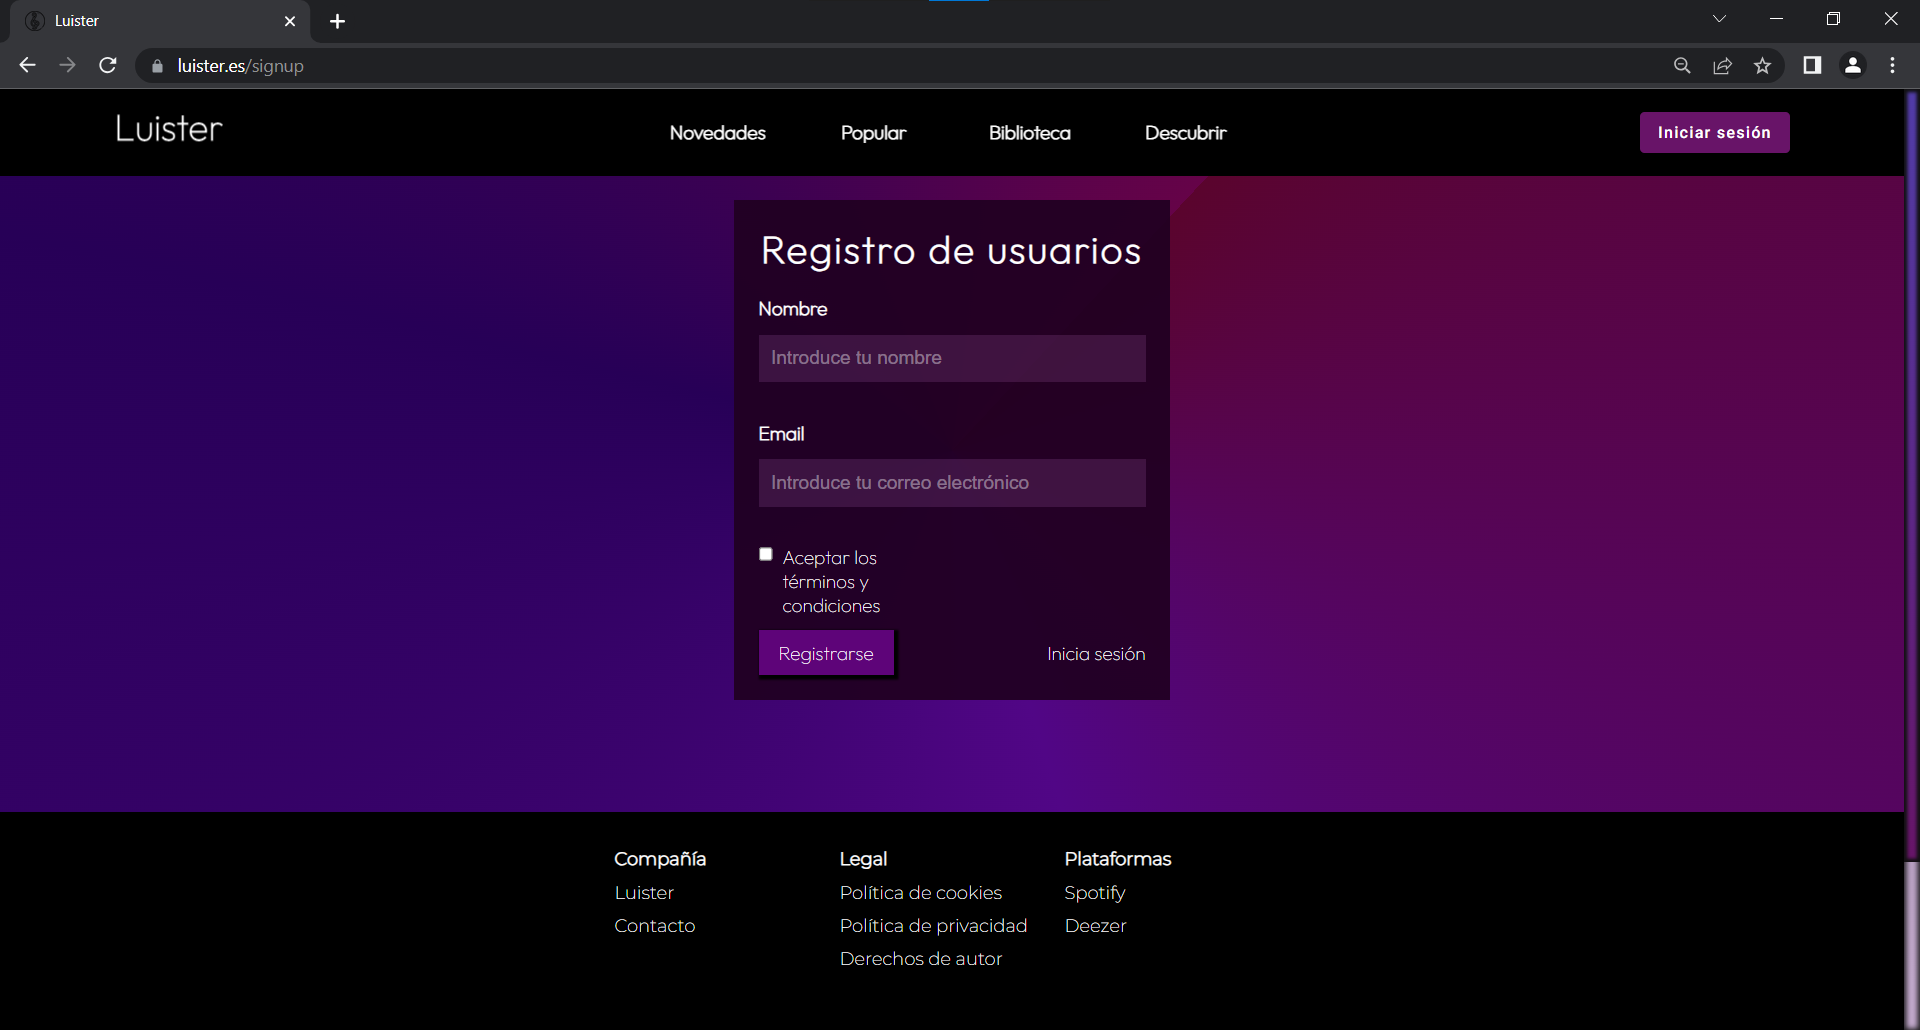 Luister
luister.es/signup
Luister
Novedades
Popular
Biblioteca
Descubrir
Iniciar sesión
Registro de usuarios
Nombre
Introduce tu nombre
Email
Introduce tu correo electrónico
Aceptar los
términos y
condiciones
Registrarse
Inicia sesión
Compañía
Luister
Contacto
Legal
Política de cookies
Política de privacidad
Derechos de autor
Plataformas
Spotify
Deezer